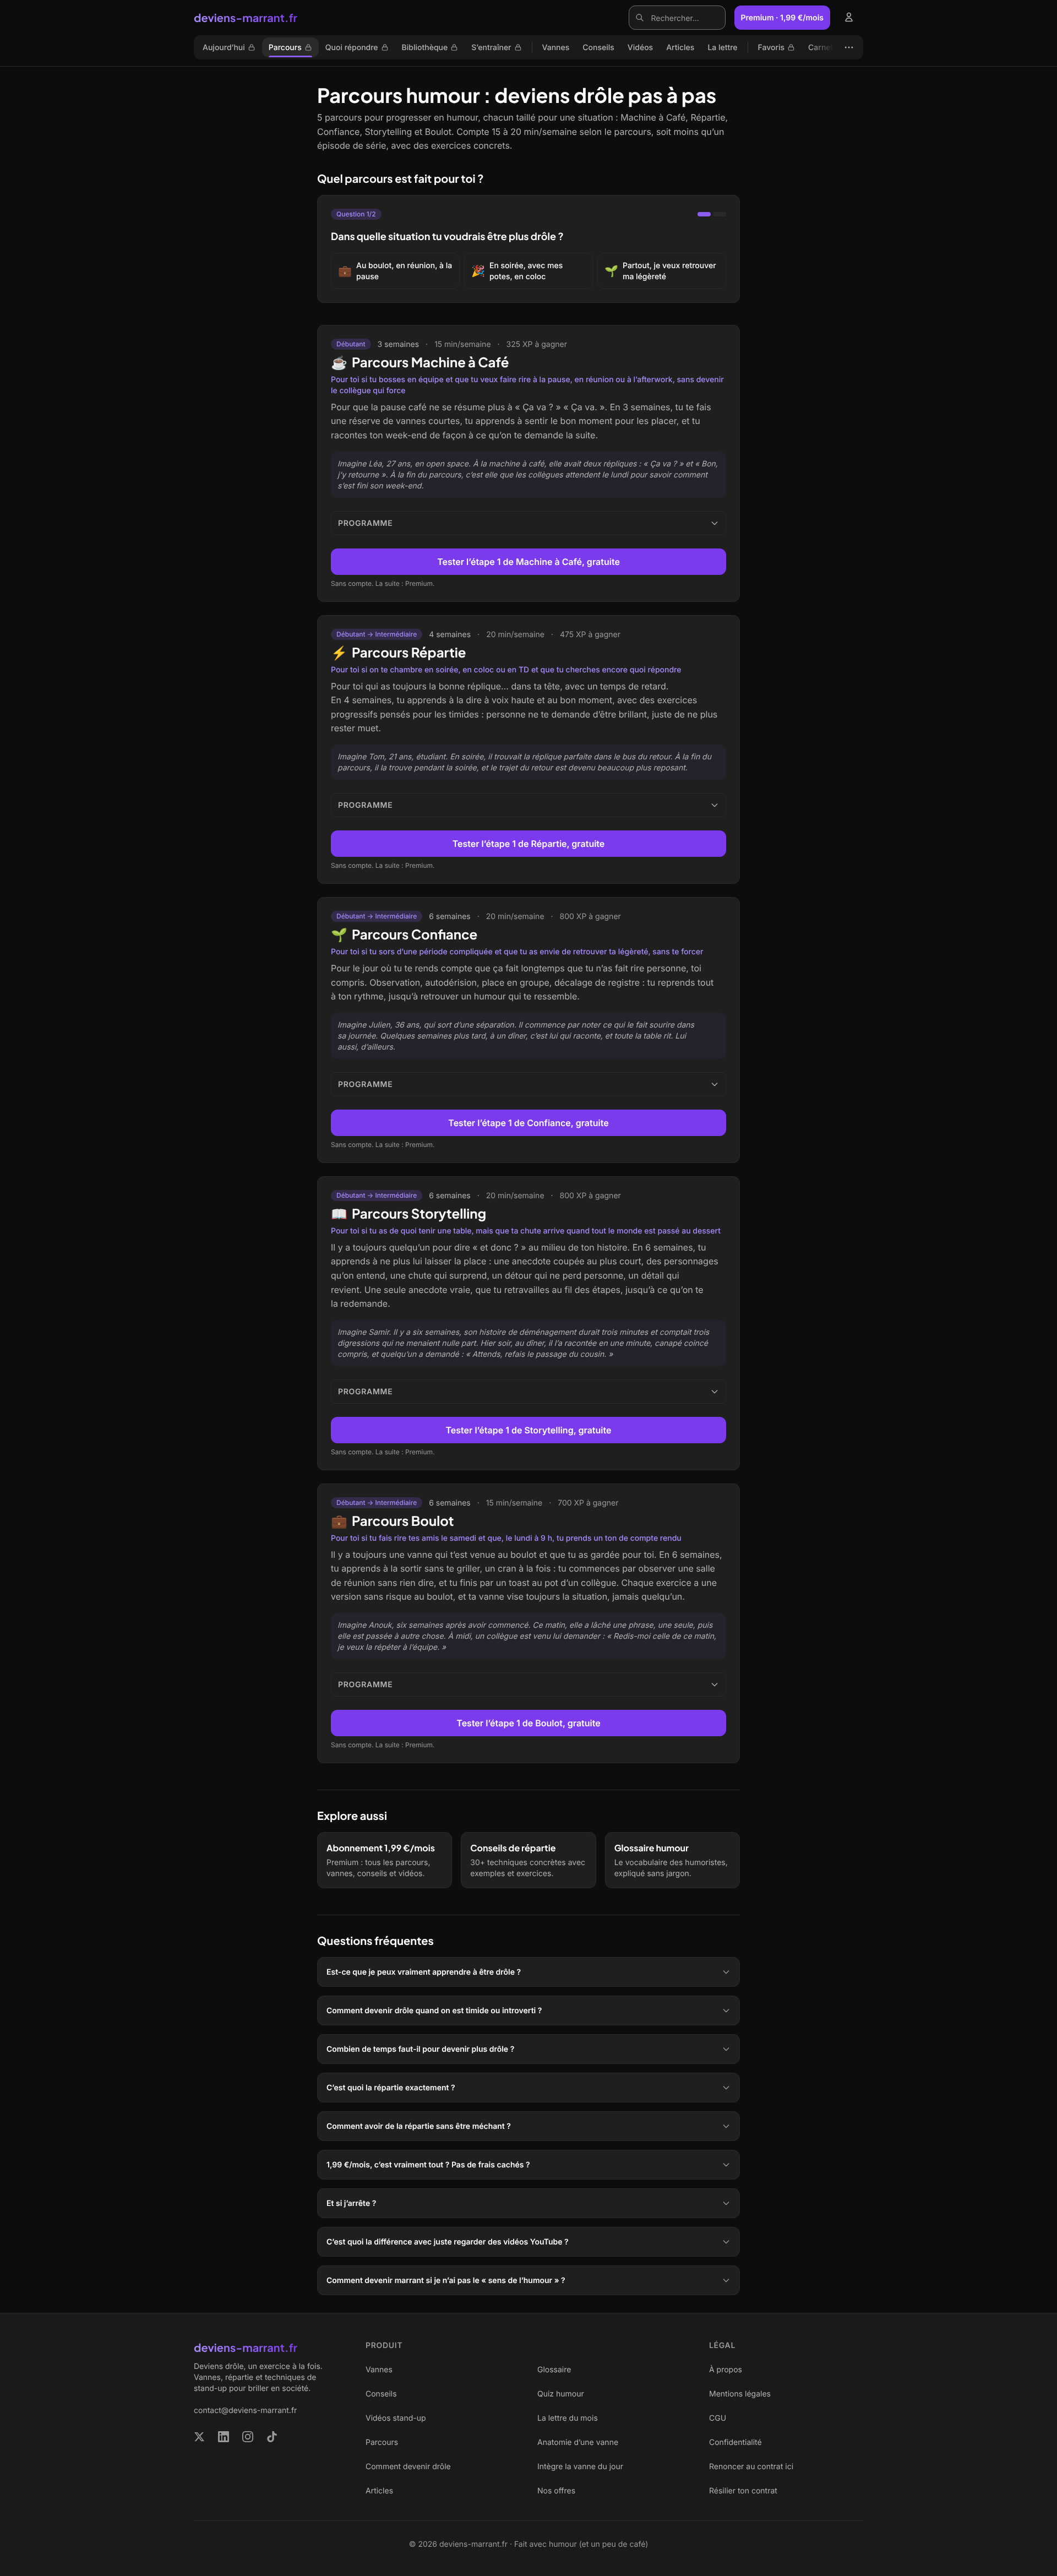 deviens-marrant.fr
Rechercher...
Premium · 1,99 €/mois
Aujourd'hui
Parcours
Quoi répondre
Bibliothèque
S'entraîner
Vannes
Conseils
Vidéos
Articles
La lettre
Favoris
Parcours humour : deviens drôle pas à pas
5 parcours pour progresser en humour, chacun taillé pour une situation : Machine à Café, Répartie,
Confiance, Storytelling et Boulot. Compte 15 à 20 min/semaine selon le parcours, soit moins qu'un
épisode de série, avec des exercices concrets.
Quel parcours est fait pour toi ?
Question 1/2
Dans quelle situation tu voudrais être plus drôle ?
Au boulot, en réunion, à la
pause
En soirée, avec mes
potes, en coloc
Partout, je veux retrouver
ma légèreté
Débutant 3 semaines · 15 min/semaine · 325 XP à gagner
Parcours Machine à Café
Pour toi si tu bosses en équipe et que tu veux faire rire à la pause, en réunion ou à l'afterwork, sans devenir
le collègue qui force
Pour que la pause café ne se résume plus à « Ça va ? » « Ça va. ». En 3 semaines, tu te fais
une réserve de vannes courtes, tu apprends à sentir le bon moment pour les placer, et tu
racontes ton week-end de façon à ce qu'on te demande la suite.
Imagine Léa, 27 ans, en open space. À la machine à café, elle avait deux répliques : « Ça va ? » et « Bon,
j'y retourne ». À la fin du parcours, c'est elle que les collègues attendent le lundi pour savoir comment
s'est fini son week-end.
PROGRAMME
Tester l'étape 1 de Machine à Café, gratuite
Sans compte. La suite : Premium.
Débutant → Intermédiaire 4 semaines · 20 min/semaine · 475 XP à gagner
Parcours Répartie
Pour toi si on te chambre en soirée, en coloc ou en TD et que tu cherches encore quoi répondre
Pour toi qui as toujours la bonne réplique… dans ta tête, avec un temps de retard.
En 4 semaines, tu apprends à la dire à voix haute et au bon moment, avec des exercices
progressifs pensés pour les timides : personne ne te demande d'être brillant, juste de ne plus
rester muet.
Imagine Tom, 21 ans, étudiant. En soirée, il trouvait la réplique parfaite dans le bus du retour. À la fin du
parcours, il la trouve pendant la soirée, et le trajet du retour est devenu beaucoup plus reposant.
PROGRAMME
Tester l'étape 1 de Répartie, gratuite
Sans compte. La suite : Premium.
Débutant → Intermédiaire 6 semaines · 20 min/semaine · 800 XP à gagner
Parcours Confiance
Pour toi si tu sors d'une période compliquée et que tu as envie de retrouver ta légèreté, sans te forcer
Pour le jour où tu te rends compte que ça fait longtemps que tu n'as fait rire personne, toi
compris. Observation, autodérision, place en groupe, décalage de registre : tu reprends tout
à ton rythme, jusqu'à retrouver un humour qui te ressemble.
Imagine Julien, 36 ans, qui sort d'une séparation. Il commence par noter ce qui le fait sourire dans
sa journée. Quelques semaines plus tard, à un dîner, c'est lui qui raconte, et toute la table rit. Lui
aussi, d'ailleurs.
PROGRAMME
Tester l'étape 1 de Confiance, gratuite
Sans compte. La suite : Premium.
Débutant → Intermédiaire 6 semaines · 20 min/semaine · 800 XP à gagner
Parcours Storytelling
Pour toi si tu as de quoi tenir une table, mais que ta chute arrive quand tout le monde est passé au dessert
Il y a toujours quelqu'un pour dire « et donc ? » au milieu de ton histoire. En 6 semaines, tu
apprends à ne plus lui laisser la place : une anecdote coupée au plus court, des personnages
qu'on entend, une chute qui surprend, un détour qui ne perd personne, un détail qui
revient. Une seule anecdote vraie, que tu retravailles au fil des étapes, jusqu'à ce qu'on te
la redemande.
Imagine Samir. Il y a six semaines, son histoire de déménagement durait trois minutes et comptait trois
digressions qui ne menaient nulle part. Hier soir, au dîner, il l'a racontée en une minute, canapé coincé
compris, et quelqu'un a demandé : « Attends, refais le passage du cousin. »
PROGRAMME
Tester l'étape 1 de Storytelling, gratuite
Sans compte. La suite : Premium.
Débutant → Intermédiaire 6 semaines · 15 min/semaine · 700 XP à gagner
Parcours Boulot
Pour toi si tu fais rire tes amis le samedi et que, le lundi à 9 h, tu prends un ton de compte rendu
Il y a toujours une vanne qui t'est venue au boulot et que tu as gardée pour toi. En 6 semaines,
tu apprends à la sortir sans te griller, un cran à la fois : tu commences par observer une salle
de réunion sans rien dire, et tu finis par un toast au pot d'un collègue. Chaque exercice a une
version sans risque au boulot, et ta vanne vise toujours la situation, jamais quelqu'un.
Imagine Anouk, six semaines après avoir commencé. Ce matin, elle a lâché une phrase, une seule, puis
elle est passée à autre chose. À midi, un collègue est venu lui demander : « Redis-moi celle de ce matin,
je veux la répéter à l'équipe. »
PROGRAMME
Tester l'étape 1 de Boulot, gratuite
Sans compte. La suite : Premium.
Explore aussi
Abonnement 1,99 €/mois
Premium : tous les parcours,
vannes, conseils et vidéos.
Conseils de répartie
30+ techniques concrètes avec
exemples et exercices.
Glossaire humour
Le vocabulaire des humoristes,
expliqué sans jargon.
Questions fréquentes
Est-ce que je peux vraiment apprendre à être drôle ?
Comment devenir drôle quand on est timide ou introverti ?
Combien de temps faut-il pour devenir plus drôle ?
C'est quoi la répartie exactement ?
Comment avoir de la répartie sans être méchant ?
1,99 €/mois, c'est vraiment tout ? Pas de frais cachés ?
Et si j'arrête ?
C'est quoi la différence avec juste regarder des vidéos YouTube ?
Comment devenir marrant si je n'ai pas le « sens de l'humour » ?
deviens-marrant.fr
Deviens drôle, un exercice à la fois.
Vannes, répartie et techniques de
stand-up pour briller en société.
contact@deviens-marrant.fr
PRODUIT
Vannes
Conseils
Vidéos stand-up
Parcours
Comment devenir drôle
Articles
Glossaire
Quiz humour
La lettre du mois
Anatomie d'une vanne
Intègre la vanne du jour
Nos offres
LÉGAL
À propos
Mentions légales
CGU
Confidentialité
Renoncer au contrat ici
Résilier ton contrat
© 2026 deviens-marrant.fr · Fait avec humour (et un peu de café)